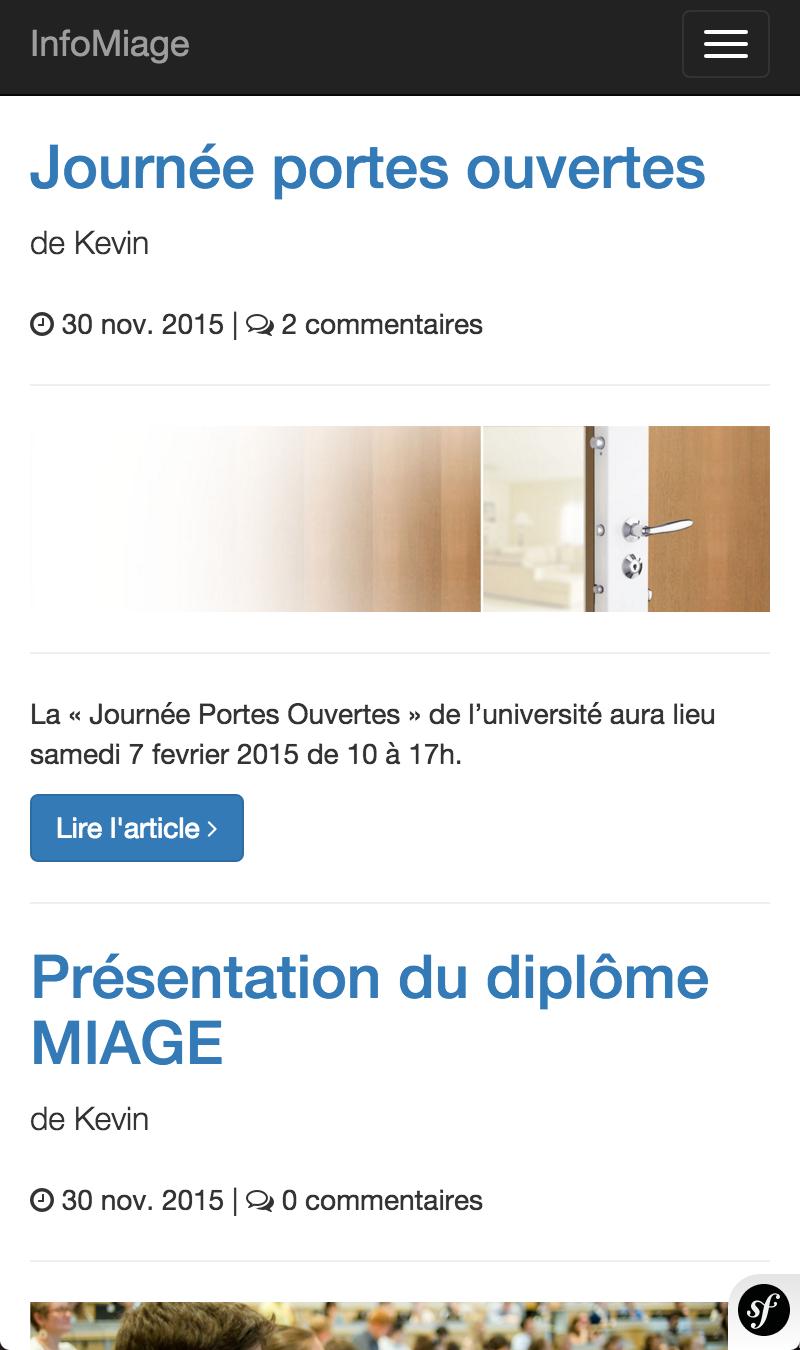 InfoMiage
Journée portes ouvertes
de Kevin
30 nov. 2015 | 2 commentaires
La « Journée Portes Ouvertes » de l’université aura lieu
samedi 7 fevrier 2015 de 10 à 17h.
Lire l'article >
Présentation du diplôme
MIAGE
de Kevin
30 nov. 2015 | 0 commentaires
sf